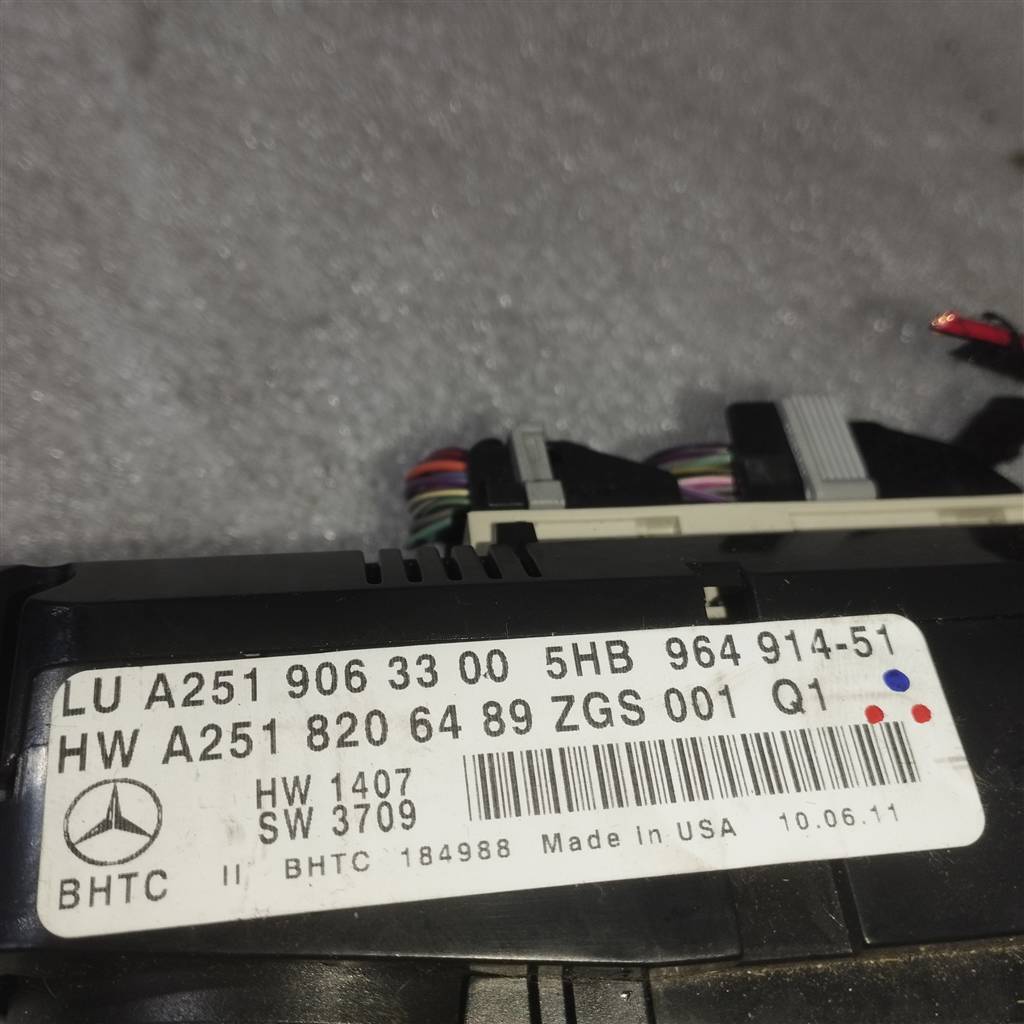 LU A251 906 33 00 5HB 964 914-51
HW A251 820 64 89 ZGS 001 Q1
HW 1407
SW 3709
BHTC II BHTC 184988 Made In USA 10.06.11